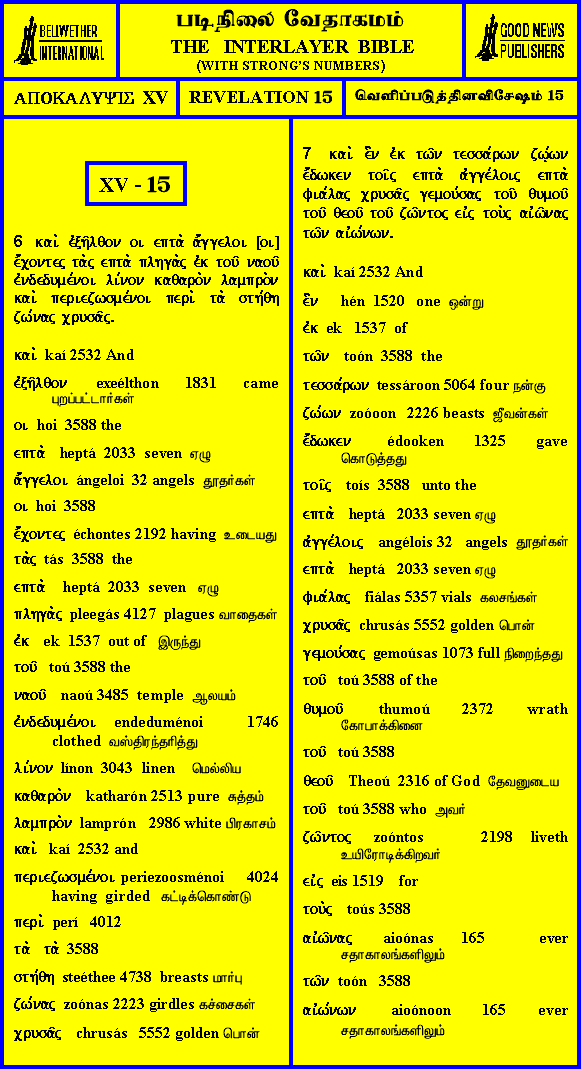 BELLWETHER
INTERNATIONAL
படிநிலை வேதாகமம்
THE INTERLAYER BIBLE
(WITH STRONG'S NUMBERS)
GOOD NEWS
PUBLISHERS
ΑΠΟΚΑΛΥΨΙΣ XV
REVELATION 15
வெளிப்படுத்தினவிசேஷம் 15
XV - 15
6 καὶ ἐξῆλθον οι επτὰ ἄγγελοι [οι]
ἔχοντες τὰς επτὰ πληγὰς ἐκ τοῦ ναοῦ
ἐνδεδυμένοι λίνον καθαρὸν λαμπρὸν
καὶ περιεζωσμένοι περὶ τὰ στήθη
ζώνας χρυσᾶς.
καὶ kaí 2532 And
ἐξῆλθον exeélthon 1831 came
புறப்பட்டார்கள்
οι hoi 3588 the
επτὰ heptá 2033 seven ஏழு
ἄγγελοι ángeloi 32 angels தூதர்கள்
οι hoi 3588
ἔχοντες échontes 2192 having உடையது
τὰς tás 3588 the
επτὰ heptá 2033 seven ஏழு
πληγὰς pleegás 4127 plagues வாதைகள்
ἐκ ek 1537 out of இருந்து
τοῦ toú 3588 the
ναοῦ naoú 3485 temple ஆலயம்
ἐνδεδυμένοι endeduménoi 1746
clothed வஸ்திரந்தரித்து
λίνον línon 3043 linen மெல்லிய
καθαρὸν katharón 2513 pure சுத்தம்
λαμπρὸν lamprón 2986 white பிரகாசம்
καὶ kaí 2532 and
περιεζωσμένοι periezoosménoi 4024
having girded கட்டிக்கொண்டு
περὶ perí 4012
τὰ τὰ 3588
στήθη steéthee 4738 breasts மார்பு
ζώνας zoónas 2223 girdles கச்சைகள்
χρυσᾶς chrusás 5552 golden பொன்
7 καὶ ἓν ἐκ τῶν τεσσάρων ζῴων
ἔδωκεν τοῖς επτὰ ἀγγέλοις επτὰ
φιάλας χρυσᾶς γεμούσας τοῦ θυμοῦ
τοῦ θεοῦ τοῦ ζῶντος εἰς τοὺς αἰῶνας
τῶν αἰώνων.
καὶ kaí 2532 And
ἓν hén 1520 one ஒன்று
ἐκ ek 1537 of
τῶν toón 3588 the
τεσσάρων tessároon 5064 four நன்கு
ζῴων zoóoon 2226 beasts ஜீவன்கள்
ἔδωκεν édooken 1325 gave
கொடுத்தது
τοῖς toís 3588 unto the
επτὰ heptá 2033 seven ஏழு
ἀγγέλοις angélois 32 angels தூதர்கள்
επτὰ heptá 2033 seven ஏழு
φιάλας fiálas 5357 vials கலசங்கள்
χρυσᾶς chrusás 5552 golden பொன்
γεμούσας gemoúsas 1073 full நிறைந்தது
τοῦ toú 3588 of the
θυμοῦ thumoú 2372 wrath
கோபாக்கினை
τοῦ toú 3588
θεοῦ Theoú 2316 of God தேவனுடைய
τοῦ toú 3588 who அவர்
ζῶντος zoóntos 2198 liveth
உயிரோடிக்கிறவர்
εἰς eis 1519 for
τοὺς toús 3588
αἰῶνας aioónas 165 ever
சதாகாலங்களிலும்
τῶν toón 3588
αἰώνων aioónoon 165 ever
சதாகாலங்களிலும்